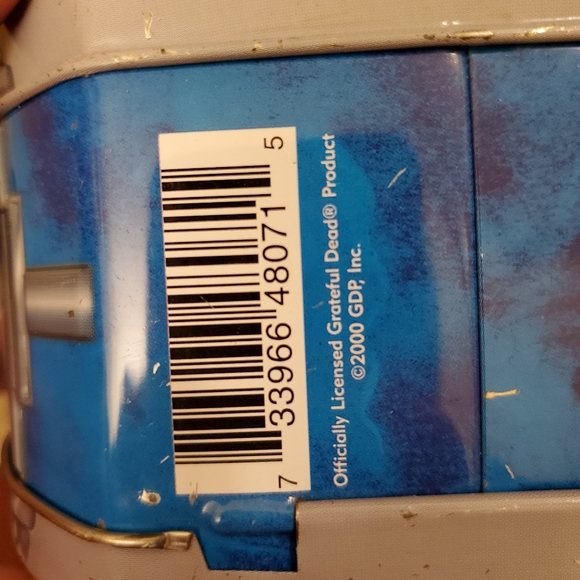 7 33966 48071 5
Officially Licensed Grateful Dead® Product
©2000 GDP, Inc.